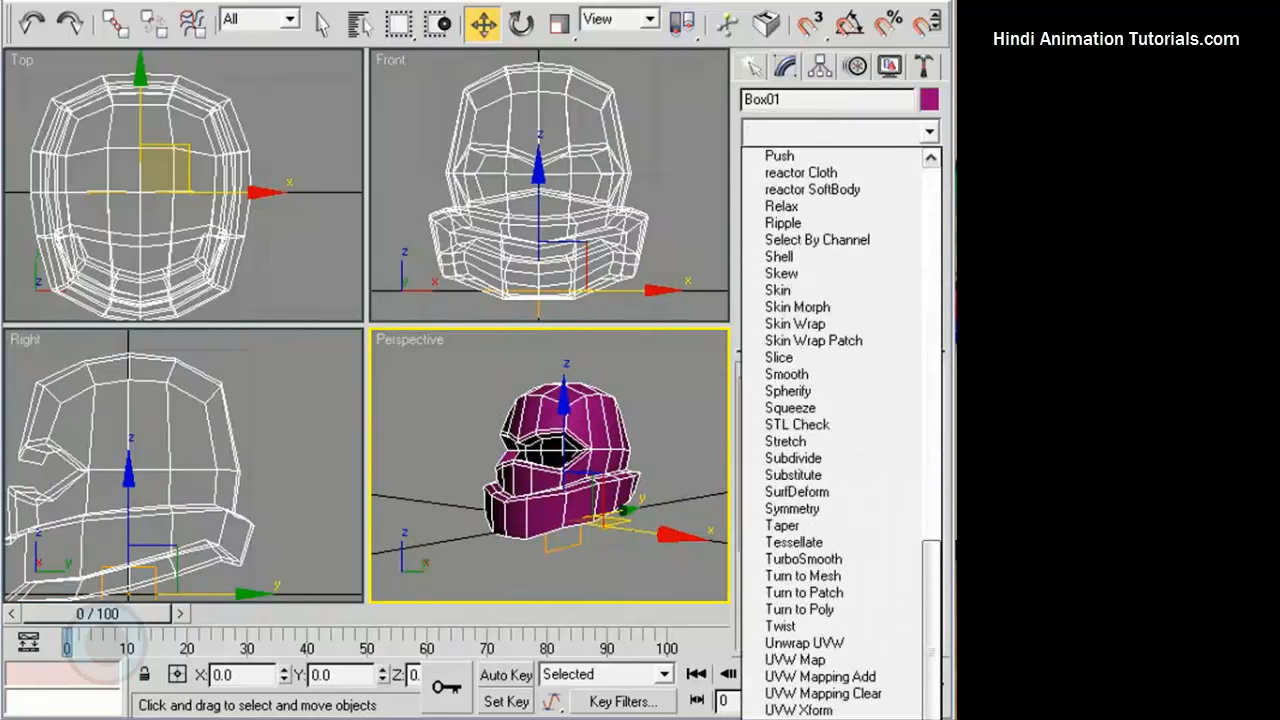 All
View
Hindi Animation Tutorials.com
Top
Front
Box01
Push
reactor Cloth
reactor SoftBody
Relax
Ripple
Select By Channel
Shell
Skew
Skin
Skin Morph
Skin Wrap
Skin Wrap Patch
Slice
Smooth
Spherify
Squeeze
STL Check
Stretch
Subdivide
Substitute
SurfDeform
Symmetry
Taper
Tessellate
TurboSmooth
Turn to Mesh
Turn to Patch
Turn to Poly
Twist
Unwrap UVW
UVW Map
UVW Mapping Add
UVW Mapping Clear
UVW Xform
x
z
z
x
z
x
Right
Perspective
z
z
y
y
z
x
y
z
0 / 100
0 10 20 30 40 50 60 70 80 90 100
X: 0.0 Y: 0.0 Z: 0.
Auto Key Selected
Click and drag to select and move objects
Set Key Key Filters... 0